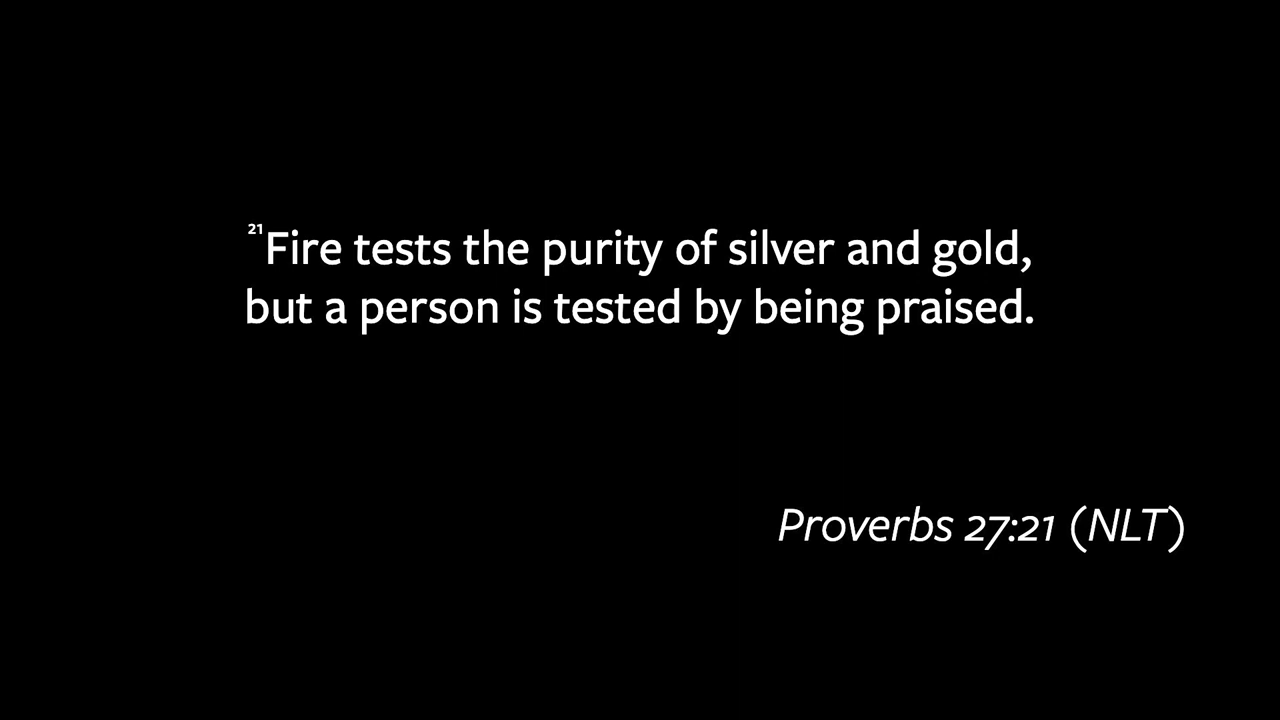 21Fire tests the purity of silver and gold,
but a person is tested by being praised.
Proverbs 27:21 (NLT)